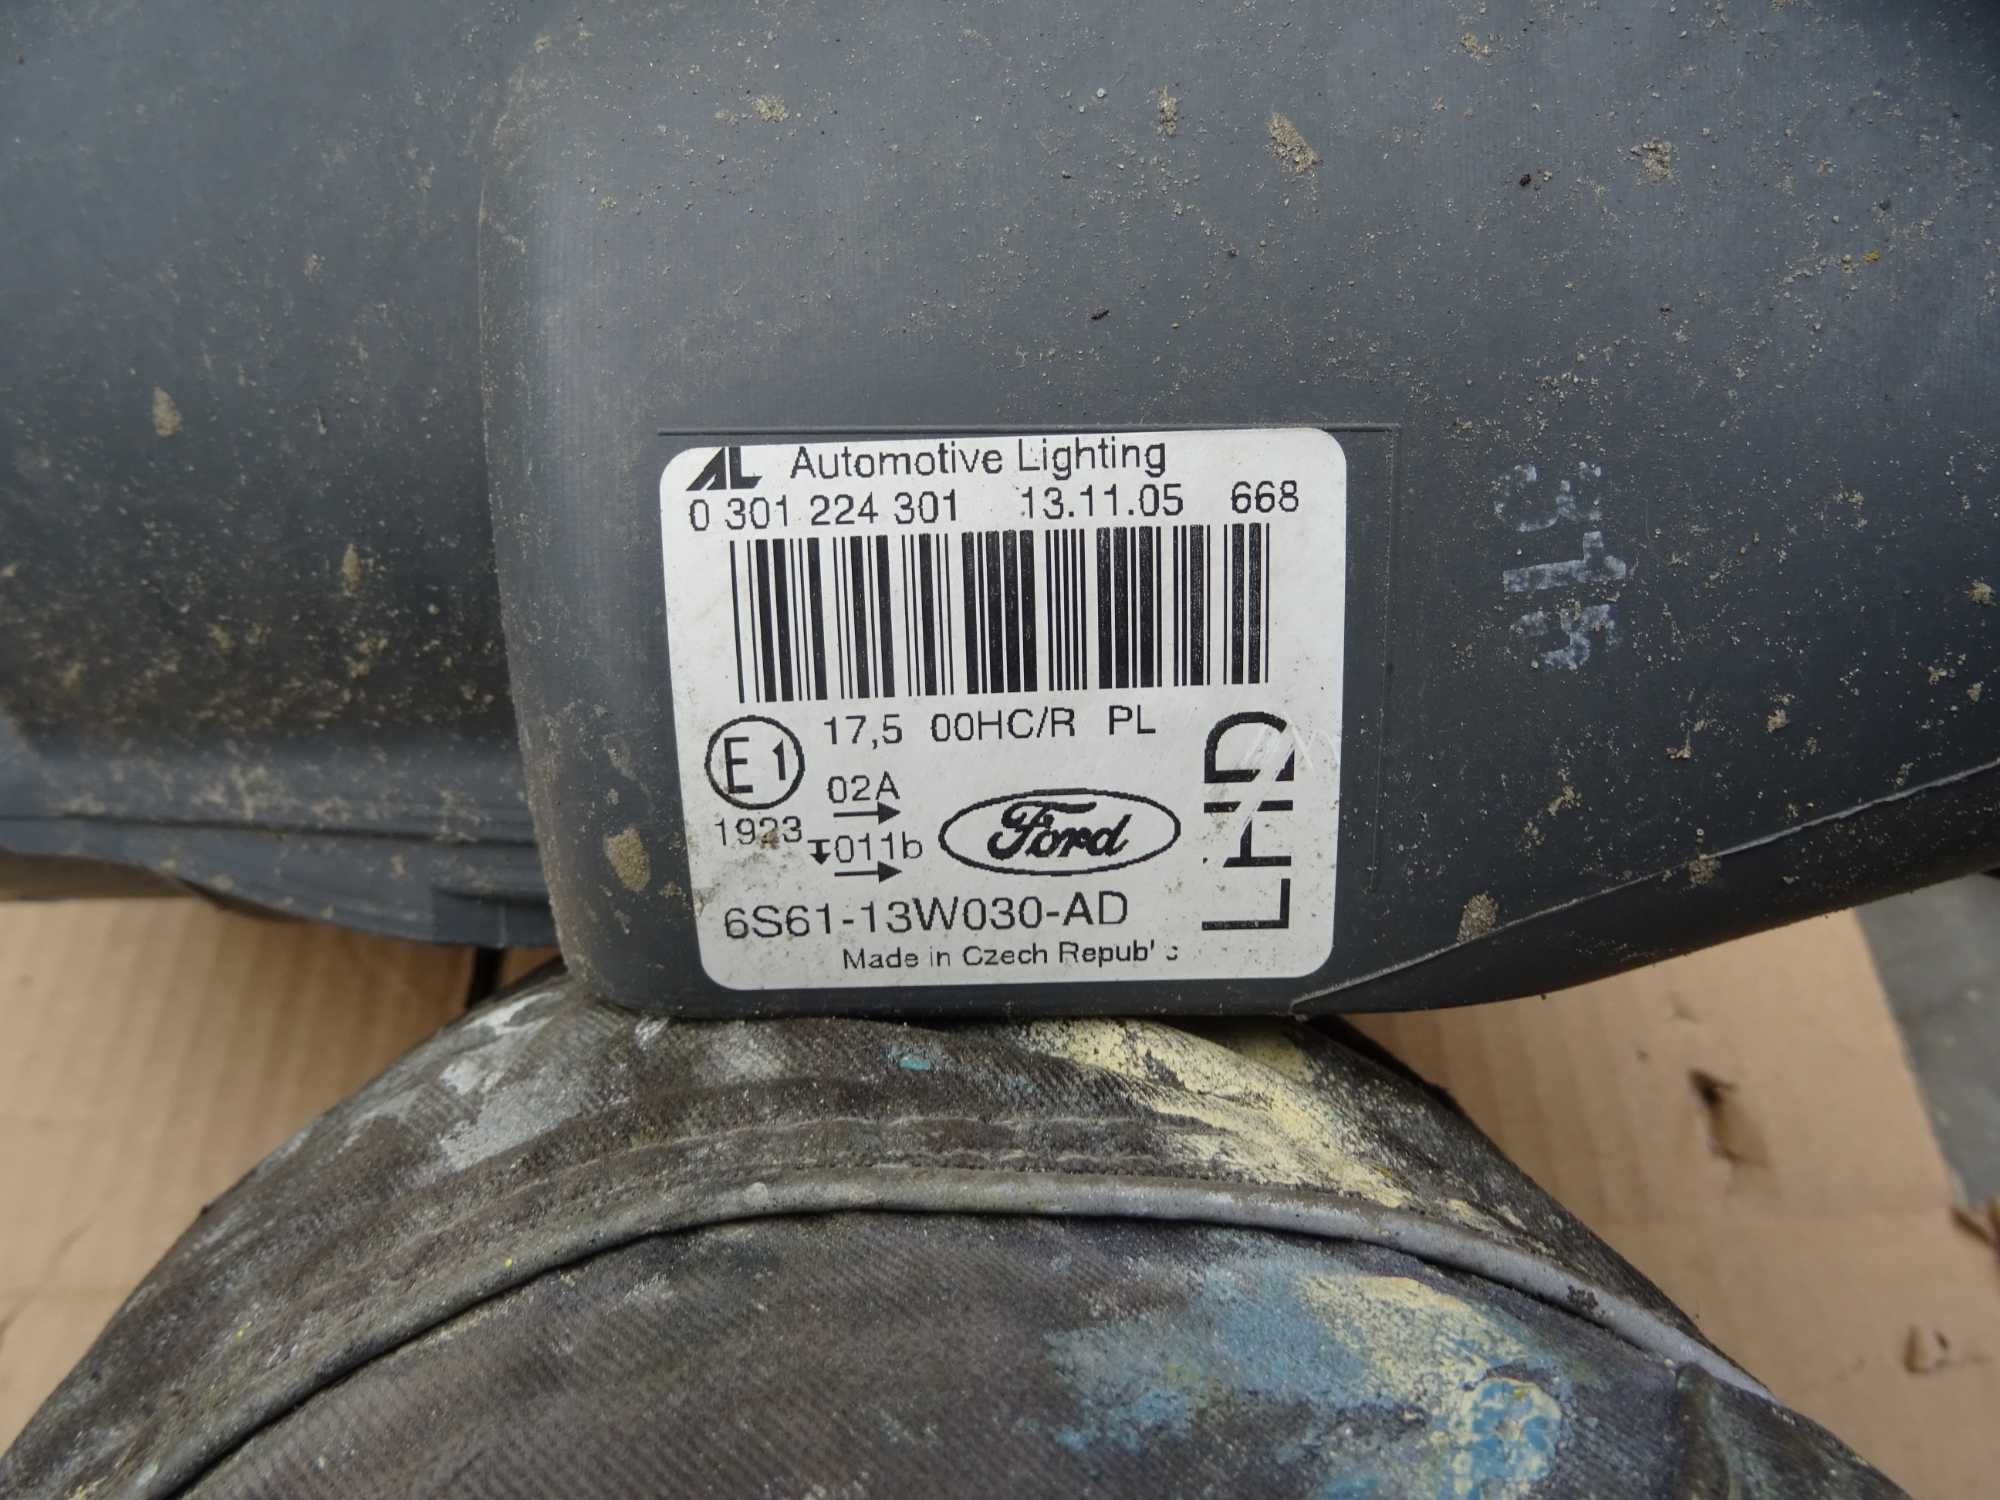 AL Automotive Lighting
0 301 224 301 13.11.05 668
17,5 00HC/R PL
E1
02A
1923
011b
Ford
LHD
6S61-13W030-AD
Made in Czech